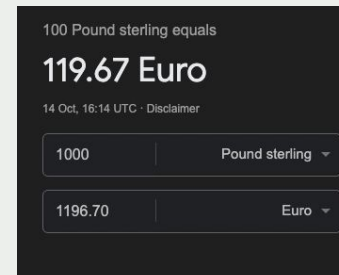 100 Pound sterling equals
119.67 Euro
14 Oct, 16:14 UTC · Disclaimer
1000 Pound sterling
1196.70 Euro